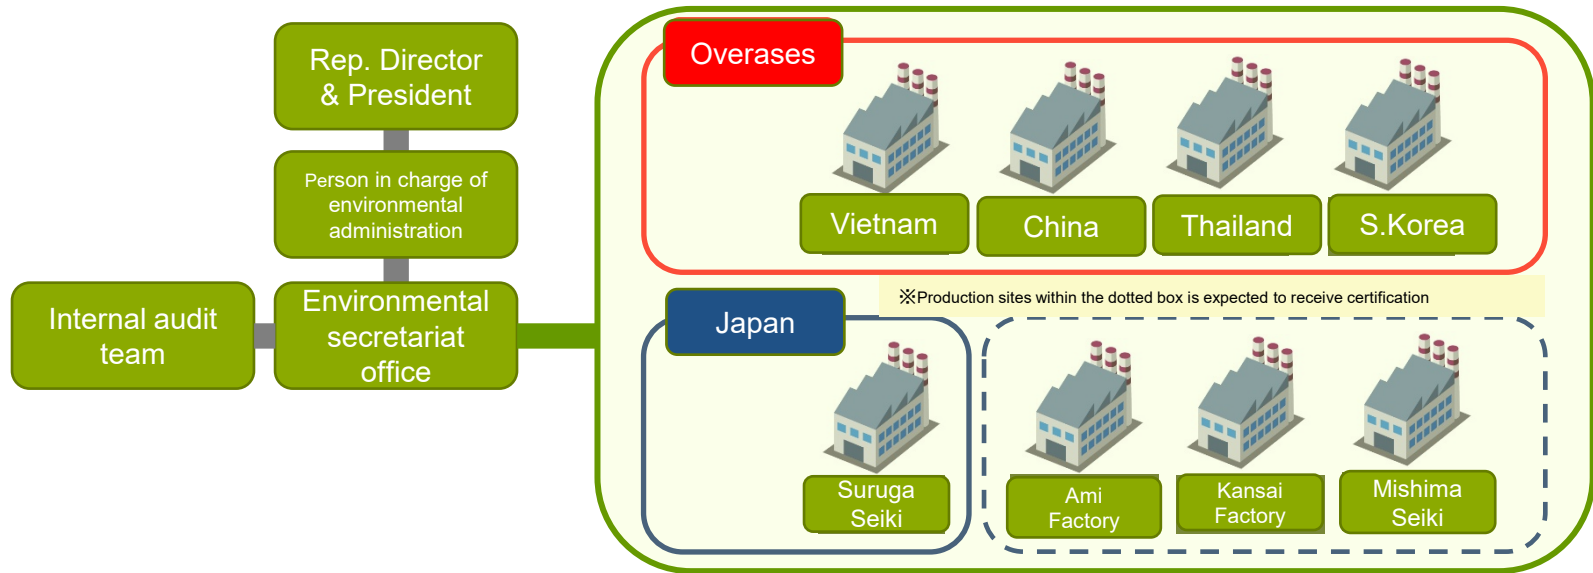 Rep. Director
& President
Person in charge of
environmental
administration
Internal audit
team
Environmental
secretariat
office
Overases
Vietnam
China
Thailand
S.Korea
※Production sites within the dotted box is expected to receive certification
Japan
Suruga
Seiki
Ami
Factory
Kansai
Factory
Mishima
Seiki